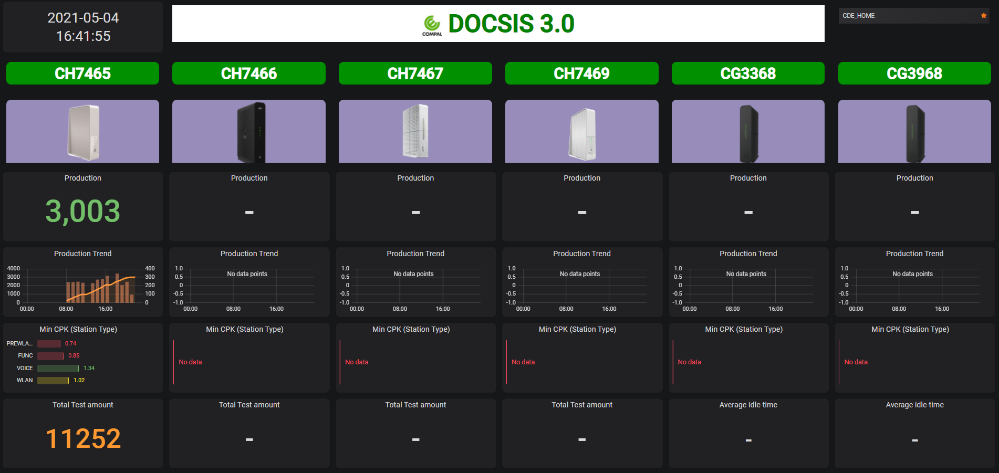 2021-05-04
16:41:55
COMPAL
DOCSIS 3.0
CDE_HOME
CH7465
CH7466
CH7467
CH7469
CG3368
CG3968
Production
3,003
Production
-
Production
-
Production
-
Production
-
Production
-
Production Trend
4000
3000
2000
1000
0
400
300
200
100
0
00:00
08:00
16:00
Production Trend
No data points
1.0
0.5
0
-0.5
-1.0
00:00
08:00
16:00
Production Trend
No data points
1.0
0.5
0
-0.5
-1.0
00:00
08:00
16:00
Production Trend
No data points
1.0
0.5
0
-0.5
-1.0
00:00
08:00
16:00
Production Trend
No data points
1.0
0.5
0
-0.5
-1.0
00:00
08:00
16:00
Production Trend
No data points
1.0
0.5
0
-0.5
-1.0
00:00
08:00
16:00
Min CPK (Station Type)
PREWLA... 0.74
FUNC 0.85
VOICE 1.34
WLAN 1.02
Min CPK (Station Type)
No data
Min CPK (Station Type)
No data
Min CPK (Station Type)
No data
Min CPK (Station Type)
No data
Min CPK (Station Type)
No data
Total Test amount
11252
Total Test amount
-
Total Test amount
-
Total Test amount
-
Average idle-time
-
Average idle-time
-